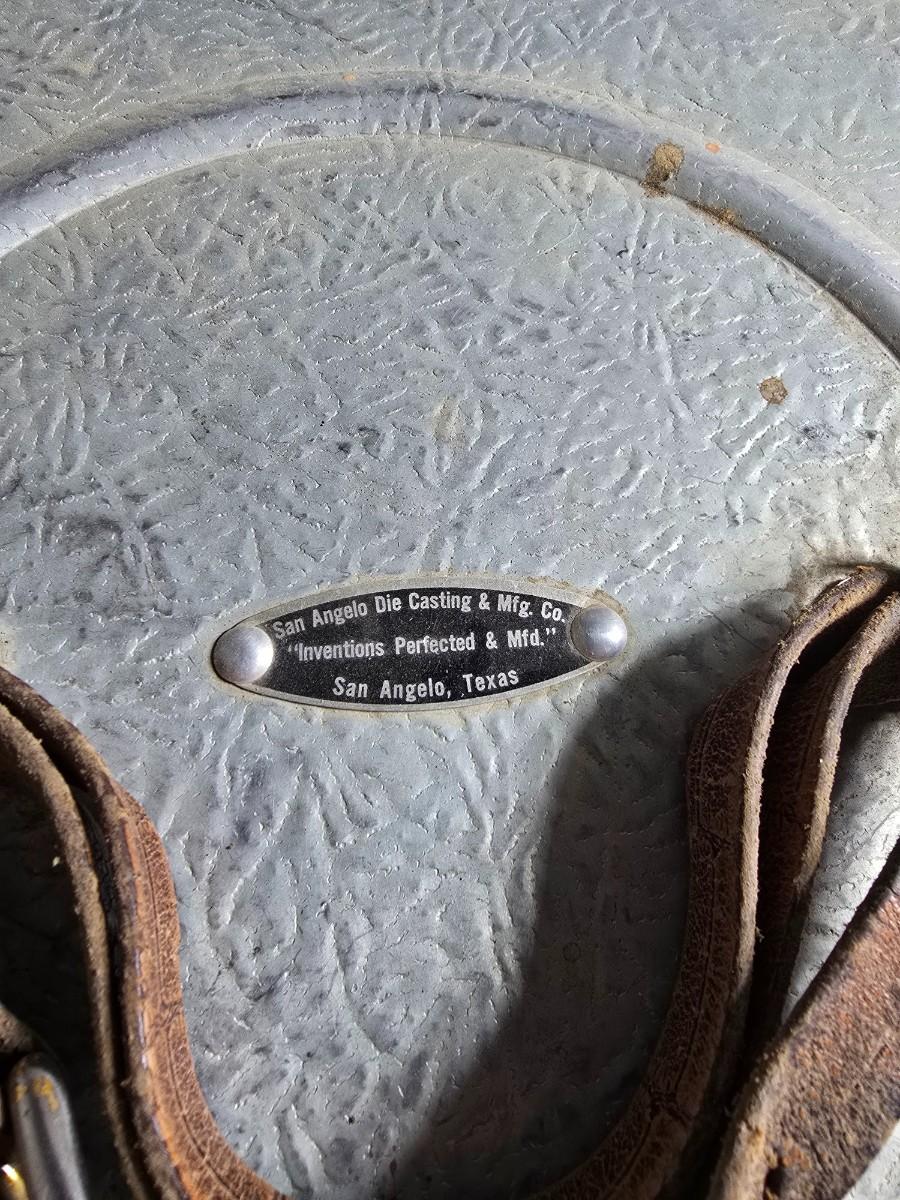 San Angelo Die Casting & Mfg. Co.
"Inventions Perfected & Mfd."
San Angelo, Texas